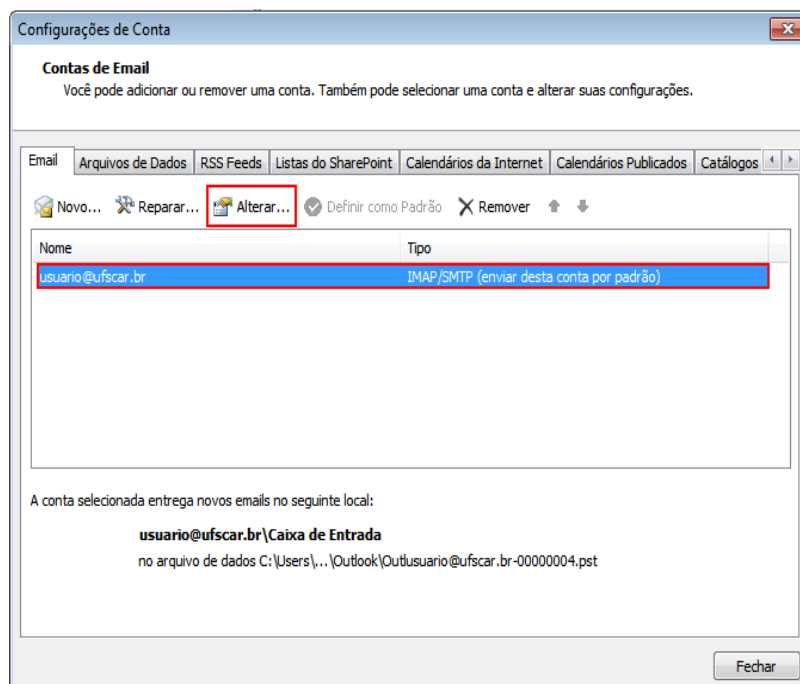 Configurações de Conta
Contas de Email
Você pode adicionar ou remover uma conta. Também pode selecionar uma conta e alterar suas configurações.
Email Arquivos de Dados RSS Feeds Listas do SharePoint Calendários da Internet Calendários Publicados Catálogos
Novo... Reparar... Alterar... Definir como Padrão Remover
Nome Tipo
usuario@ufscar.br IMAP/SMTP (enviar desta conta por padrão)
A conta selecionada entrega novos emails no seguinte local:
usuario@ufscar.br\Caixa de Entrada
no arquivo de dados C:\Users\...\Outlook\Outlusuario@ufscar.br-00000004.pst
Fechar